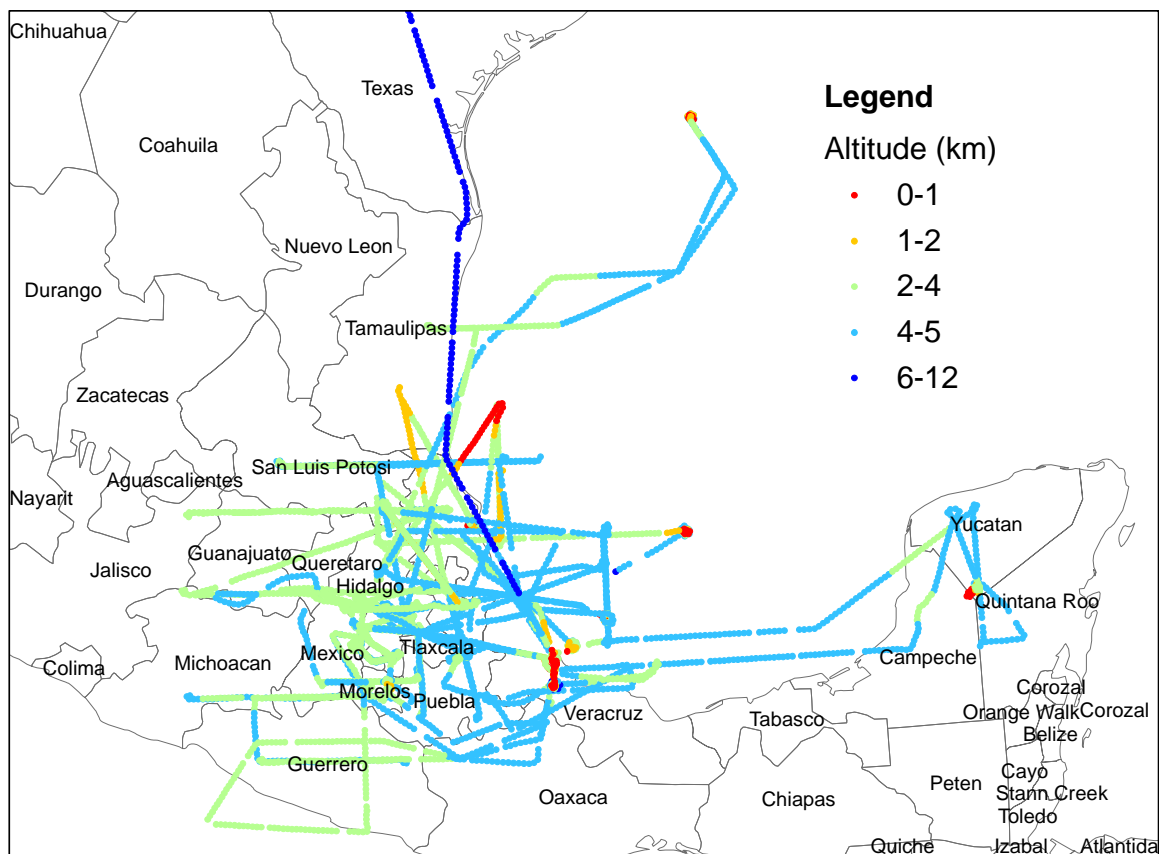 Chihuahua
Texas
Legend
Coahuila
Altitude (km)
0-1
1-2
2-4
4-5
6-12
Nuevo Leon
Durango
Tamaulipas
Zacatecas
San Luis Potosi
Aguascalientes
Nayarit
Yucatan
Guanajuato
Queretaro
Jalisco
Hidalgo
Quintana Roo
Tlaxcala
Mexico
Michoacan
Colima
Campeche
Morelos
Puebla
Corozal
Veracruz
Tabasco
Orange Walk
Corozal
Belize
Guerrero
Cayo
Peten
Stann Creek
Oaxaca
Chiapas
Toledo
Quiche
Izabal
Atlantida